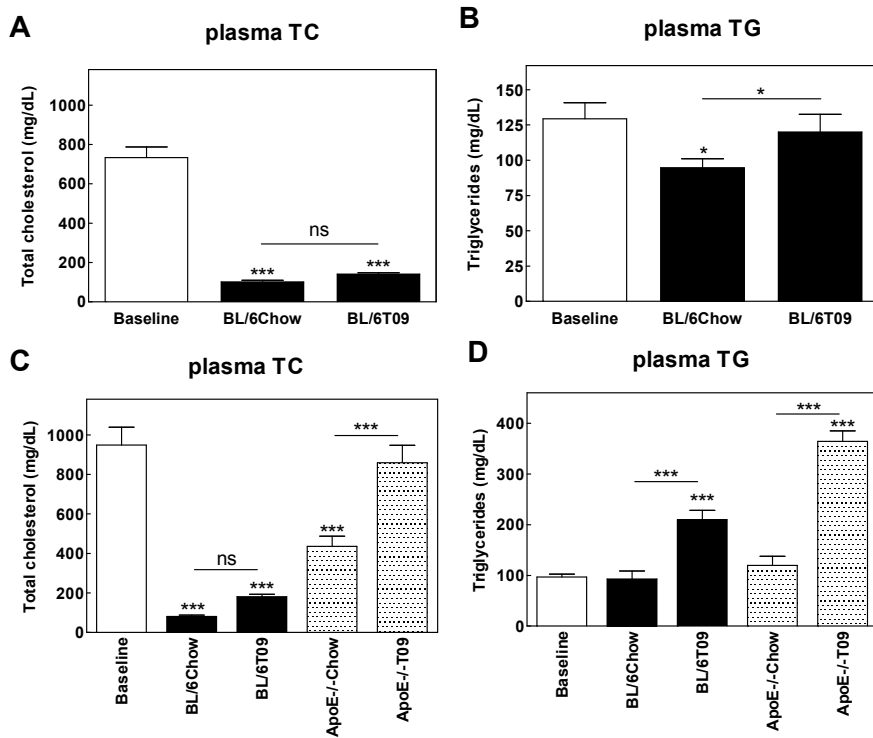 A
plasma TC
Total cholesterol (mg/dL)
1000
800
600
400
200
0
***
ns
***
Baseline
BL/6Chow
BL/6T09
B
plasma TG
Triglycerides (mg/dL)
150
125
100
75
50
25
0
*
*
Baseline
BL/6Chow
BL/6T09
C
plasma TC
Total cholesterol (mg/dL)
1000
800
600
400
200
0
***
ns
***
***
***
Baseline
BL/6Chow
BL/6T09
ApoE-/-Chow
ApoE-/-T09
D
plasma TG
Triglycerides (mg/dL)
400
300
200
100
0
***
***
***
***
Baseline
BL/6Chow
BL/6T09
ApoE-/-Chow
ApoE-/-T09